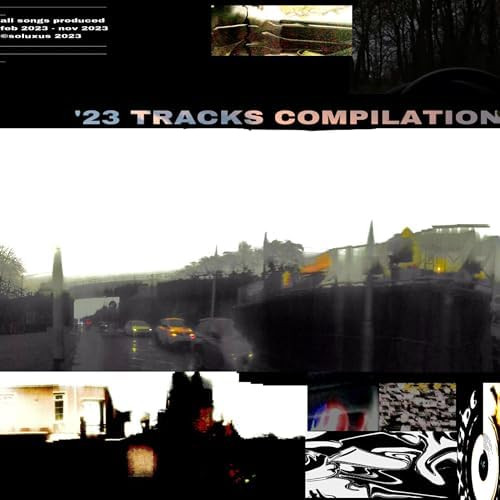 all songs produced
feb 2023 - nov 2023
©soluxus 2023
'23 TRACKS COMPILATION